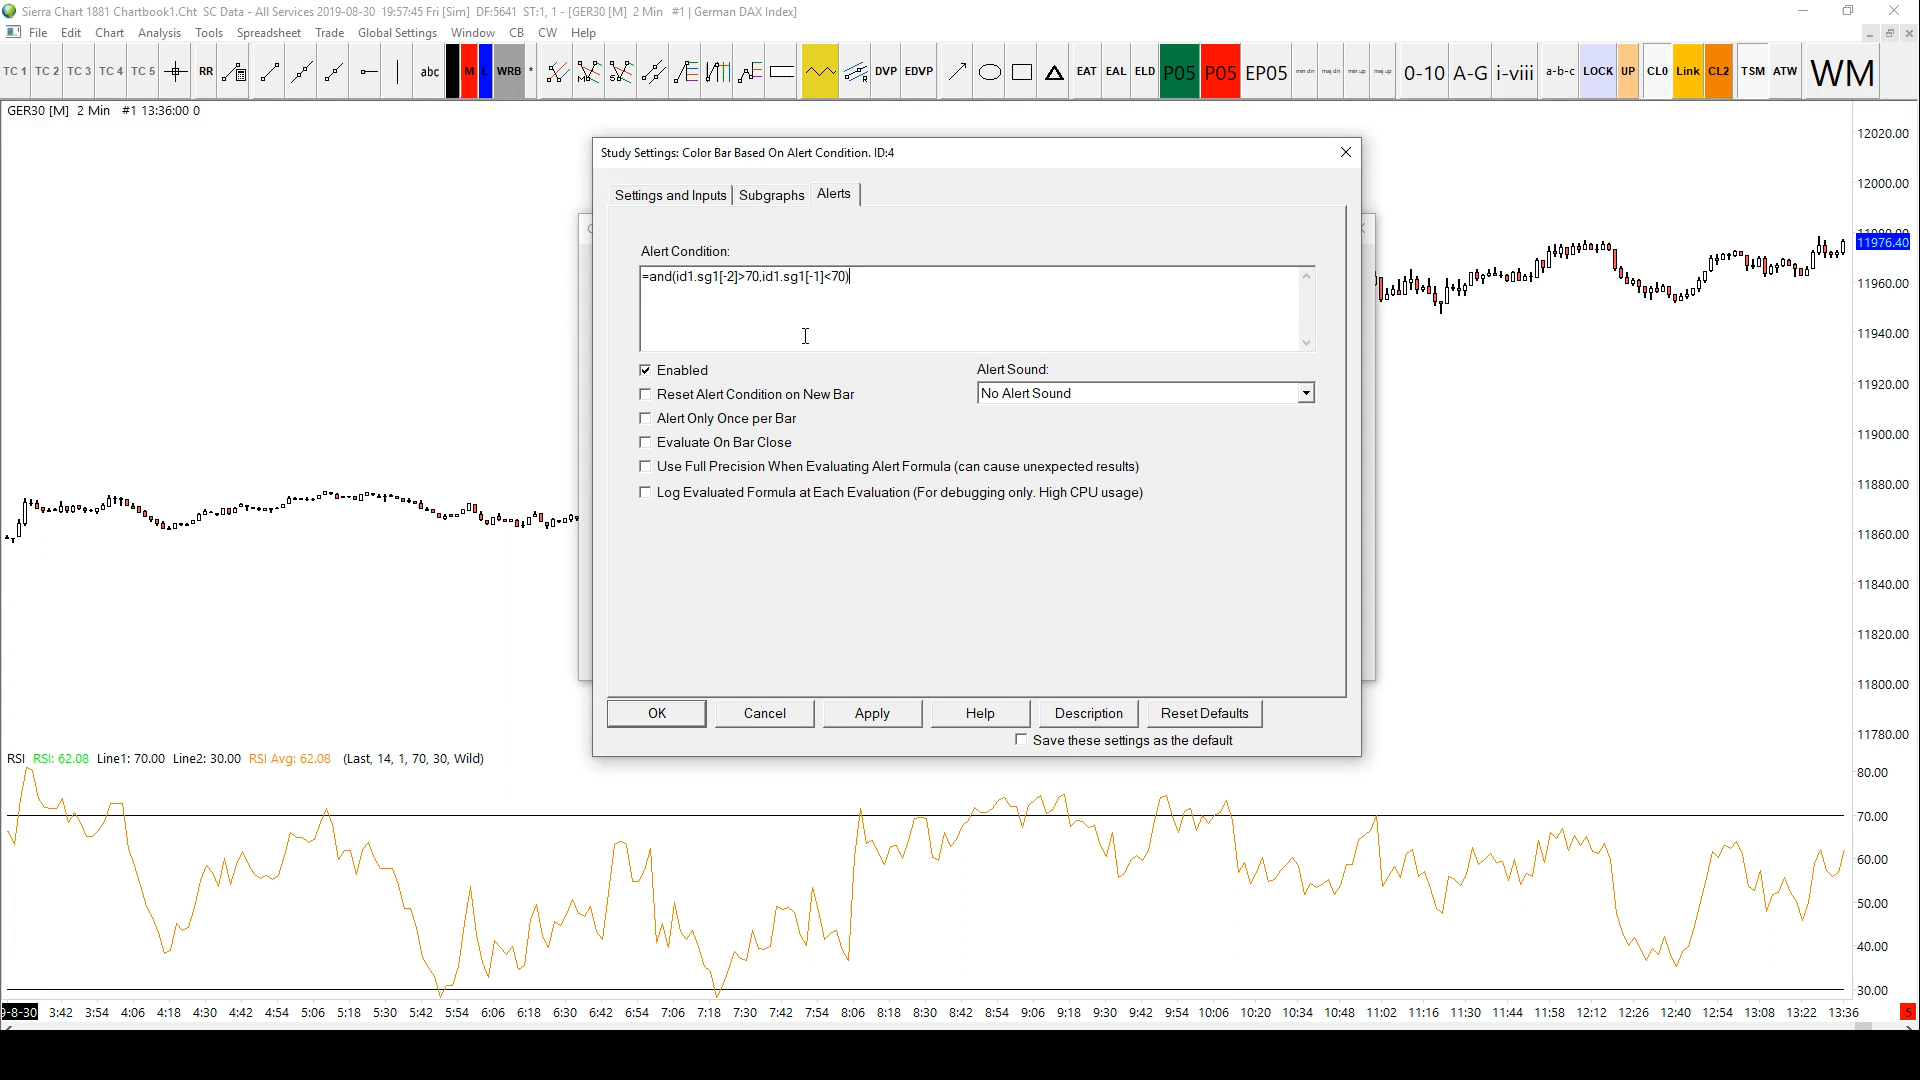 Sierra Chart 1881 Chartbook1.Cht SC Data - All Services 2019-08-30 19:57:45 Fri [Sim] DF:5641 ST:1, 1 - [GER30 [M] 2 Min #1 | German DAX Index]
File Edit Chart Analysis Tools Spreadsheet Trade Global Settings Window CB CW Help
TC 1 TC 2 TC 3 TC 4 TC 5 RR abc M L WRB * DVP EDVP EAT EAL ELD P05 P05 EP05 min dn maj dn min up maj up 0-10 A-G i-viii a-b-c LOCK UP CL0 Link CL2 TSM ATW WM
GER30 [M] 2 Min #1 13:36:00 0
Study Settings: Color Bar Based On Alert Condition. ID:4
Settings and Inputs Subgraphs Alerts
Alert Condition:
=and(id1.sg1[-2]>70,id1.sg1[-1]<70)
Enabled
Alert Sound:
Reset Alert Condition on New Bar
No Alert Sound
Alert Only Once per Bar
Evaluate On Bar Close
Use Full Precision When Evaluating Alert Formula (can cause unexpected results)
Log Evaluated Formula at Each Evaluation (For debugging only. High CPU usage)
OK Cancel Apply Help Description Reset Defaults
Save these settings as the default
12020.00
12000.00
11976.40
11960.00
11940.00
11920.00
11900.00
11880.00
11860.00
11840.00
11820.00
11800.00
11780.00
RSI RSI: 62.08 Line1: 70.00 Line2: 30.00 RSI Avg: 62.08 (Last, 14, 1, 70, 30, Wild)
80.00
70.00
60.00
50.00
40.00
30.00
9-8-30 3:42 3:54 4:06 4:18 4:30 4:42 4:54 5:06 5:18 5:30 5:42 5:54 6:06 6:18 6:30 6:42 6:54 7:06 7:18 7:30 7:42 7:54 8:06 8:18 8:30 8:42 8:54 9:06 9:18 9:30 9:42 9:54 10:06 10:20 10:34 10:48 11:02 11:16 11:30 11:44 11:58 12:12 12:26 12:40 12:54 13:08 13:22 13:36 5